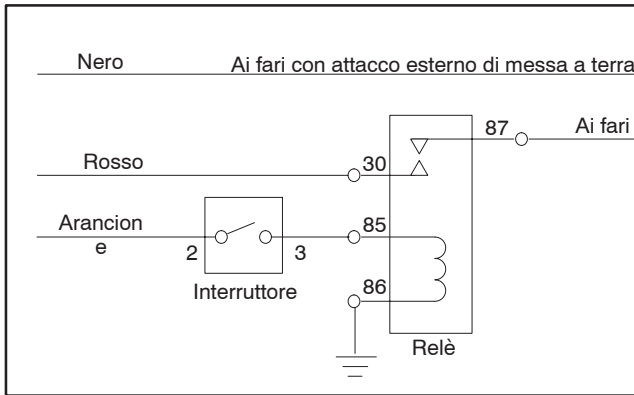 Nero
Ai fari con attacco esterno di messa a terra
87
Ai fari
Rosso
30
Arancion
e
2
3
85
86
Interruttore
Relè